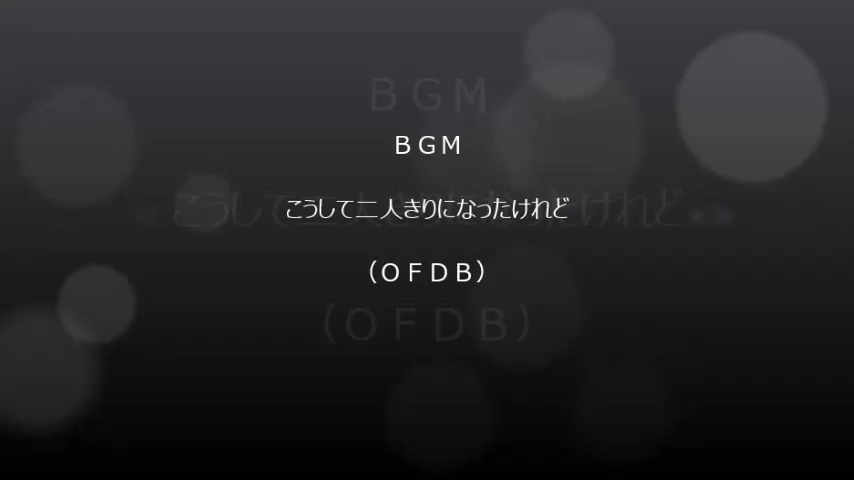 ＢＧＭ
こうして二人きりになったけれど
（ＯＦＤＢ）